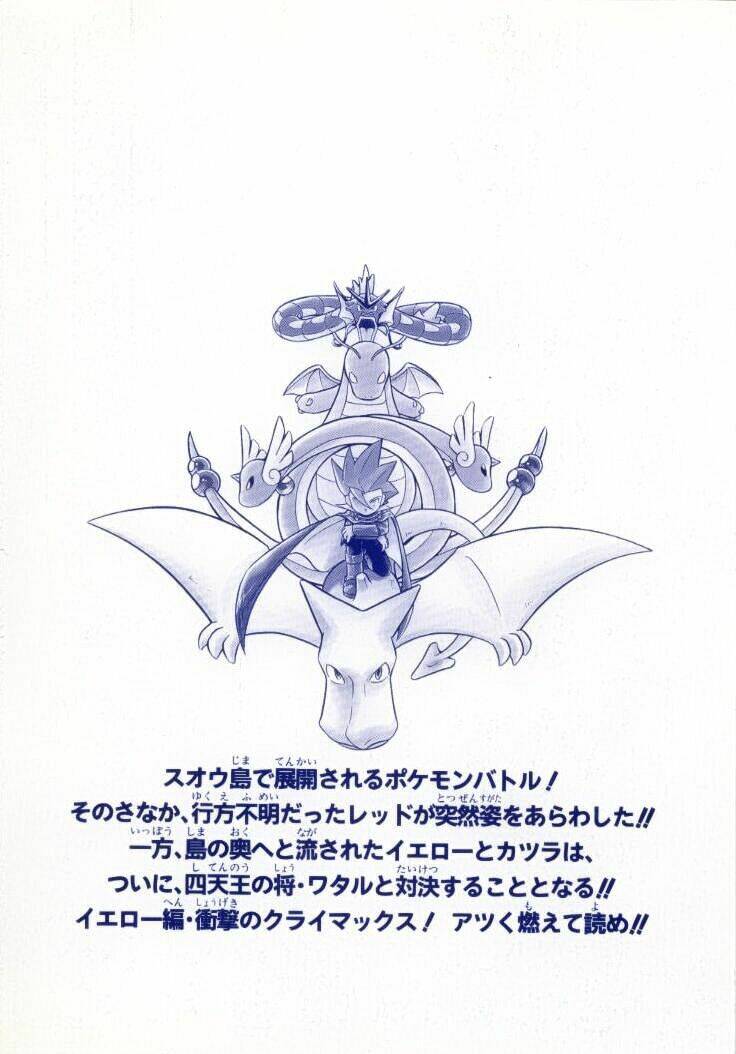 スオウ島で展開されるポケモンバトル!
そのさなか、行方不明だったレッドが突然姿をあらわした!!
一方、島の奥へと流されたイエローとカツラは、
ついに、四天王の将・ワタルと対決することとなる!!
イエロー編・衝撃のクライマックス! アツく燃えて読め!!